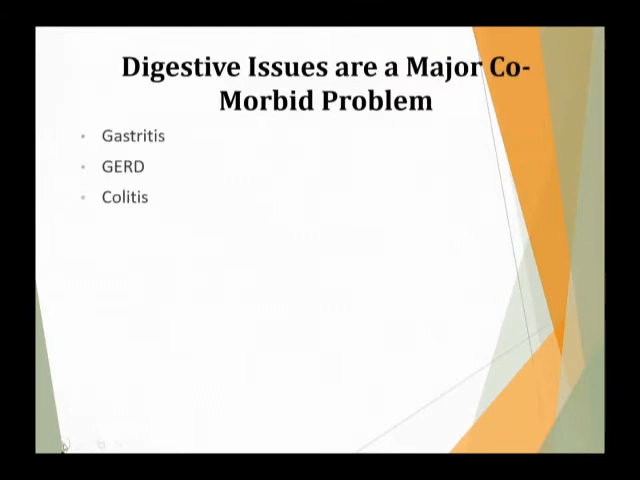 Digestive Issues are a Major Co-
Morbid Problem
• Gastritis
• GERD
• Colitis